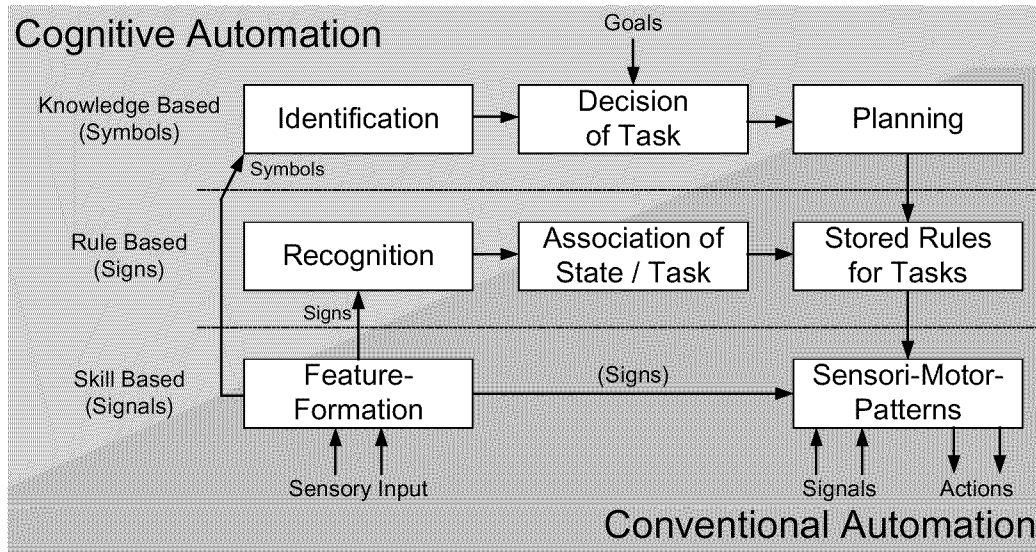 Cognitive Automation
Goals
Knowledge Based
(Symbols)
Identification
Decision
of Task
Planning
Symbols
Rule Based
(Signs)
Recognition
Association of
State / Task
Stored Rules
for Tasks
Signs
Skill Based
(Signals)
Feature-
Formation
(Signs)
Sensori-Motor-
Patterns
Sensory Input
Signals
Actions
Conventional Automation